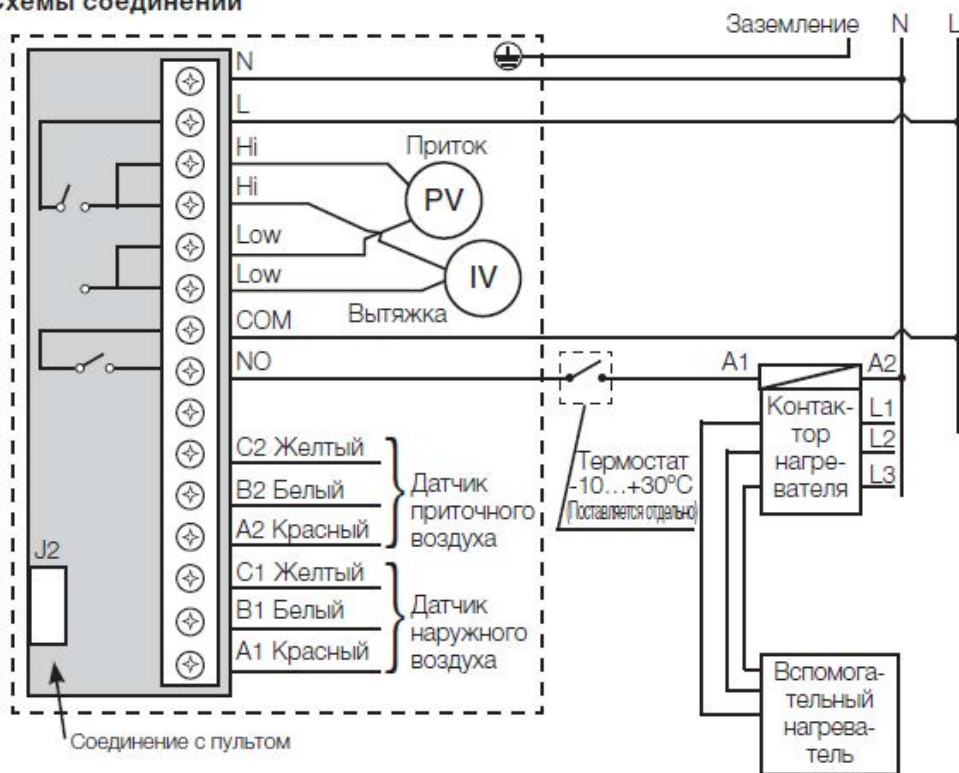 Схемы соединений
Заземление
N
L
N
L
Hi
Hi
Low
Low
COM
NO
Приток
PV
IV
Вытяжка
A1
A2
Контак-
тор
нагре-
вателя
L1
L2
L3
Термостат
-10...+30ºC
(Поставляется отдельно)
C2 Желтый
B2 Белый
A2 Красный
Датчик
приточного
воздуха
C1 Желтый
B1 Белый
A1 Красный
Датчик
наружного
воздуха
J2
Соединение с пультом
Вспомога-
тельный
нагрева-
тель